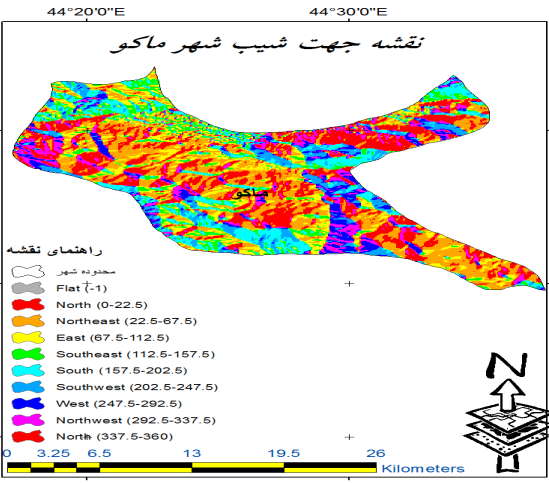 44°20'0"E 44°30'0"E
نقشه جهت شیب شهر ماکو
ماکو
راهنمای نقشه
محدوده شهر
Flat (-1)
North (0-22.5)
Northeast (22.5-67.5)
East (67.5-112.5)
Southeast (112.5-157.5)
South (157.5-202.5)
Southwest (202.5-247.5)
West (247.5-292.5)
Northwest (292.5-337.5)
North (337.5-360)
N
0 3.25 6.5 13 19.5 26
Kilometers